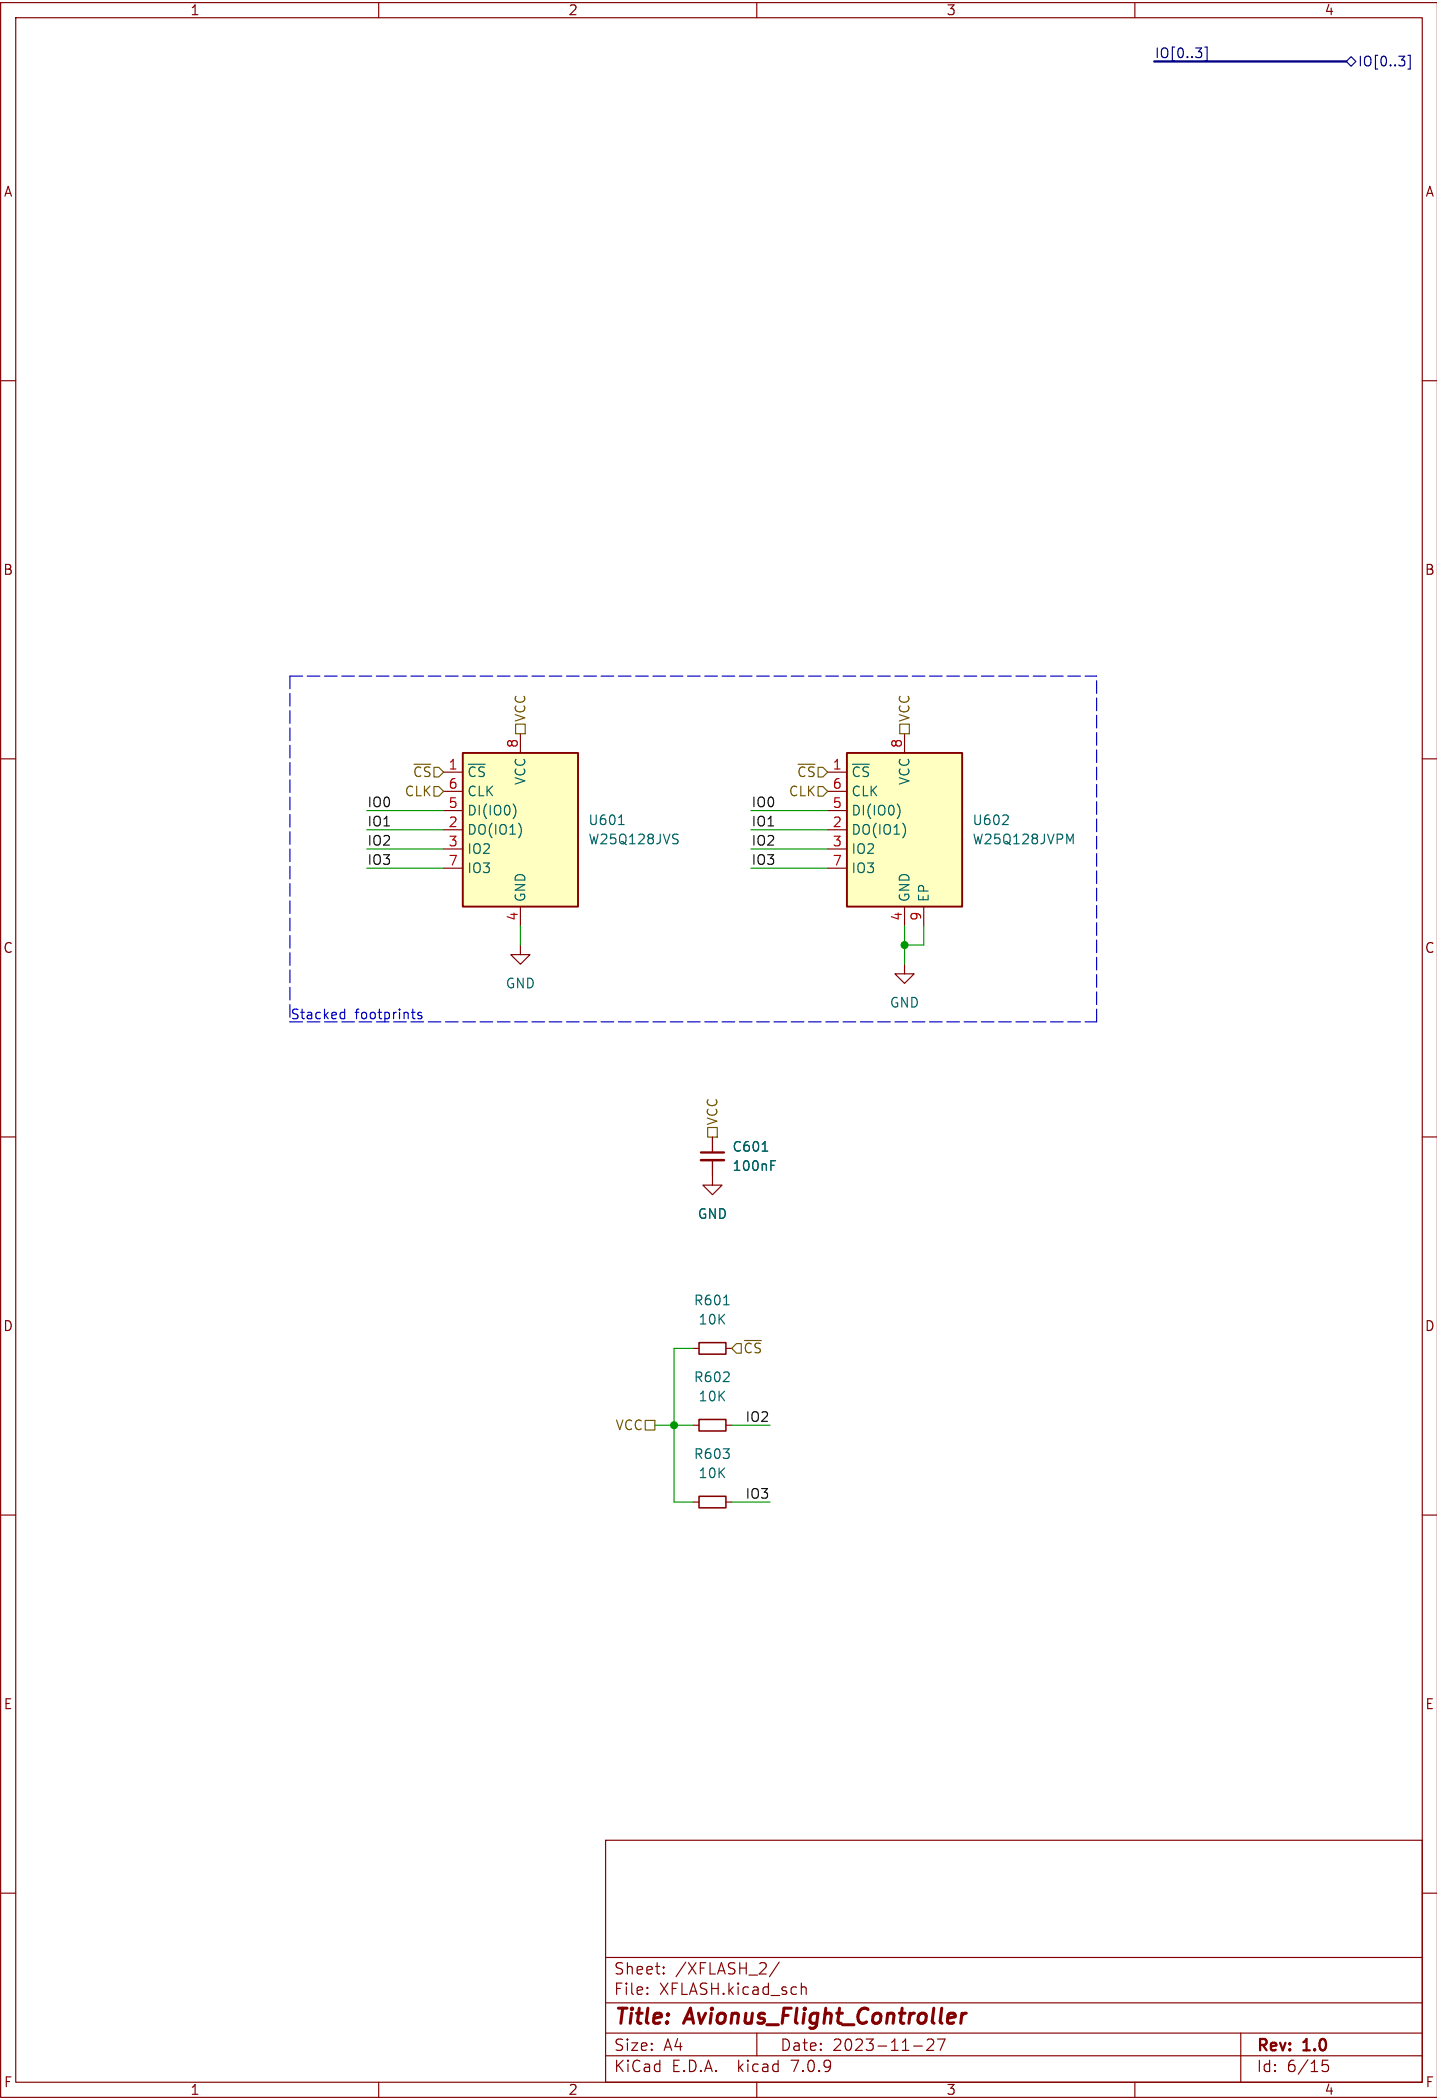 1 2 3 4
IO[0..3] IO[0..3]
A A
B B
VCC VCC
8 8
CS 1 CS VCC CS 1 CS VCC
CLK 6 CLK CLK 6 CLK
IO0 5 DI(IO0) IO0 5 DI(IO0)
U601 U602
IO1 2 DO(IO1) IO1 2 DO(IO1)
W25Q128JVS W25Q128JVPM
IO2 3 IO2 IO2 3 IO2
IO3 7 IO3 IO3 7 IO3
GND GND EP
4 4 9
C C
GND GND
Stacked footprints
VCC
C601
100nF
GND
R601
10K
D D
CS
R602
10K
VCC IO2
R603
10K
IO3
E E
Sheet: /XFLASH_2/
File: XFLASH.kicad_sch
Title: Avionus_Flight_Controller
Size: A4 Date: 2023-11-27 Rev: 1.0
KiCad E.D.A. kicad 7.0.9 Id: 6/15
F F
1 2 3 4